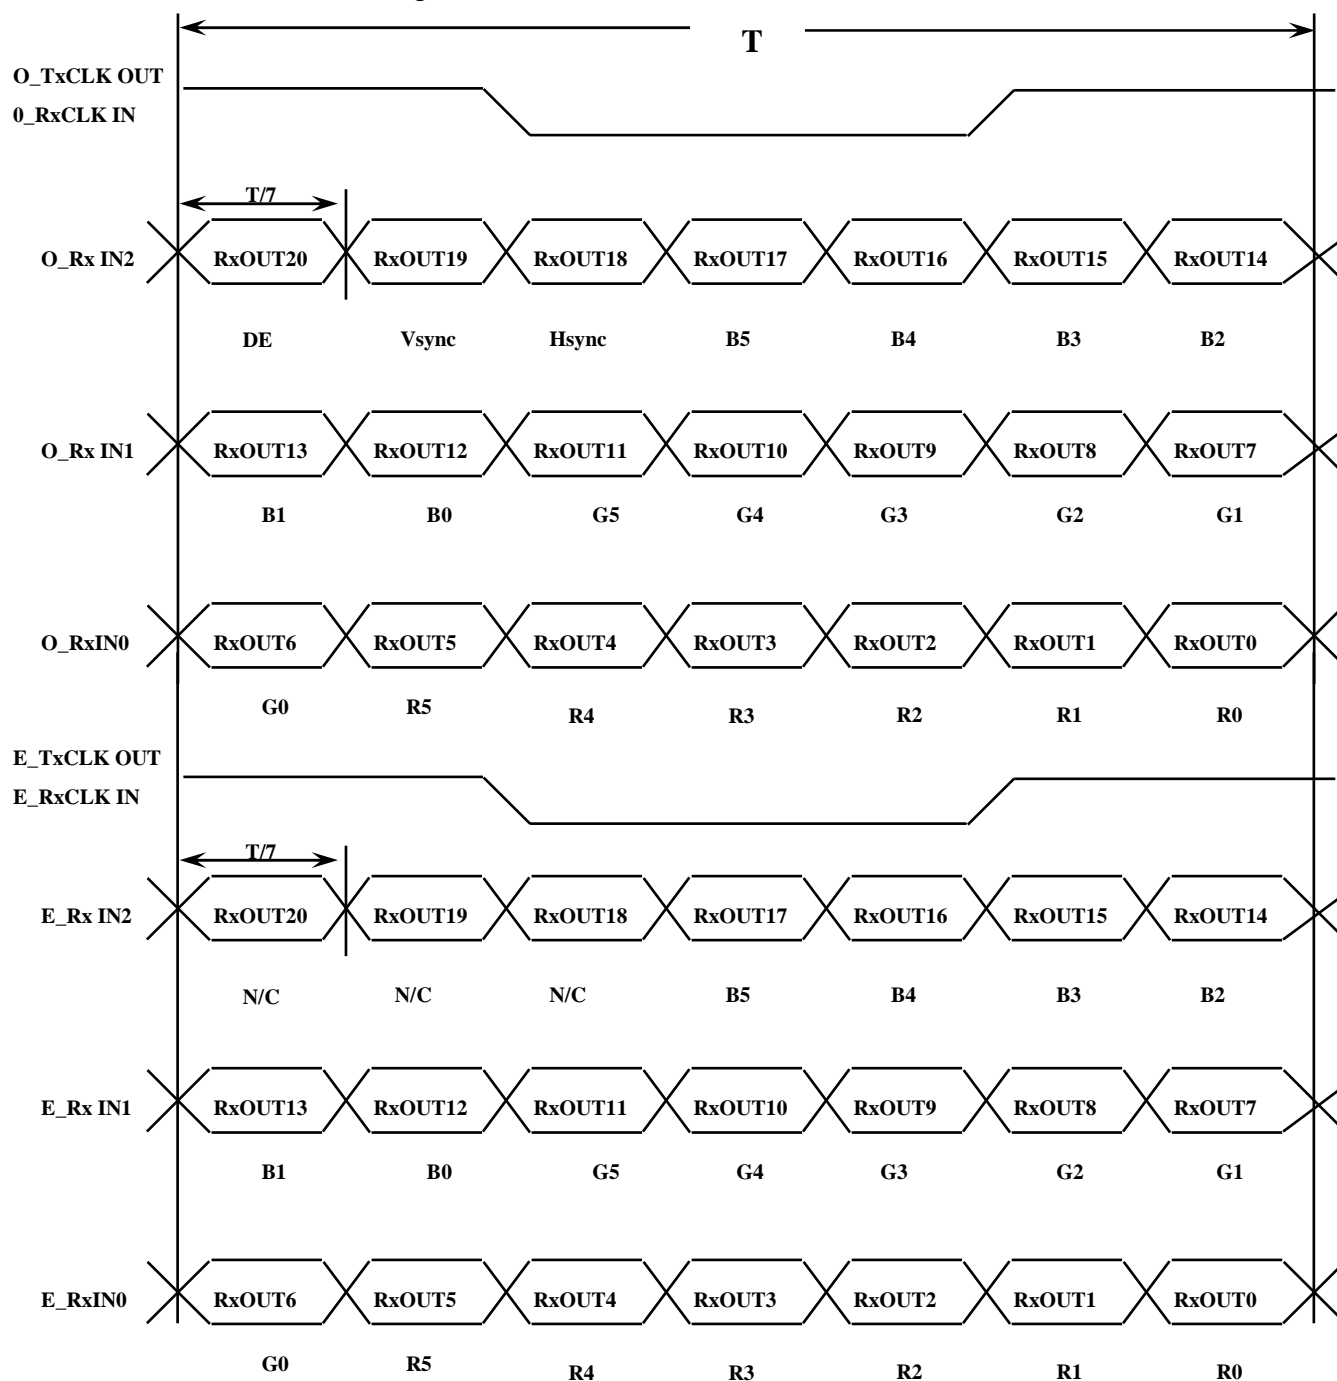 T
O_TxCLK OUT
0_RxCLK IN
T/7
O_Rx IN2 RxOUT20 RxOUT19 RxOUT18 RxOUT17 RxOUT16 RxOUT15 RxOUT14
DE Vsync Hsync B5 B4 B3 B2
O_Rx IN1 RxOUT13 RxOUT12 RxOUT11 RxOUT10 RxOUT9 RxOUT8 RxOUT7
B1 B0 G5 G4 G3 G2 G1
O_RxIN0 RxOUT6 RxOUT5 RxOUT4 RxOUT3 RxOUT2 RxOUT1 RxOUT0
G0 R5 R4 R3 R2 R1 R0
E_TxCLK OUT
E_RxCLK IN
T/7
E_Rx IN2 RxOUT20 RxOUT19 RxOUT18 RxOUT17 RxOUT16 RxOUT15 RxOUT14
N/C N/C N/C B5 B4 B3 B2
E_Rx IN1 RxOUT13 RxOUT12 RxOUT11 RxOUT10 RxOUT9 RxOUT8 RxOUT7
B1 B0 G5 G4 G3 G2 G1
E_RxIN0 RxOUT6 RxOUT5 RxOUT4 RxOUT3 RxOUT2 RxOUT1 RxOUT0
G0 R5 R4 R3 R2 R1 R0